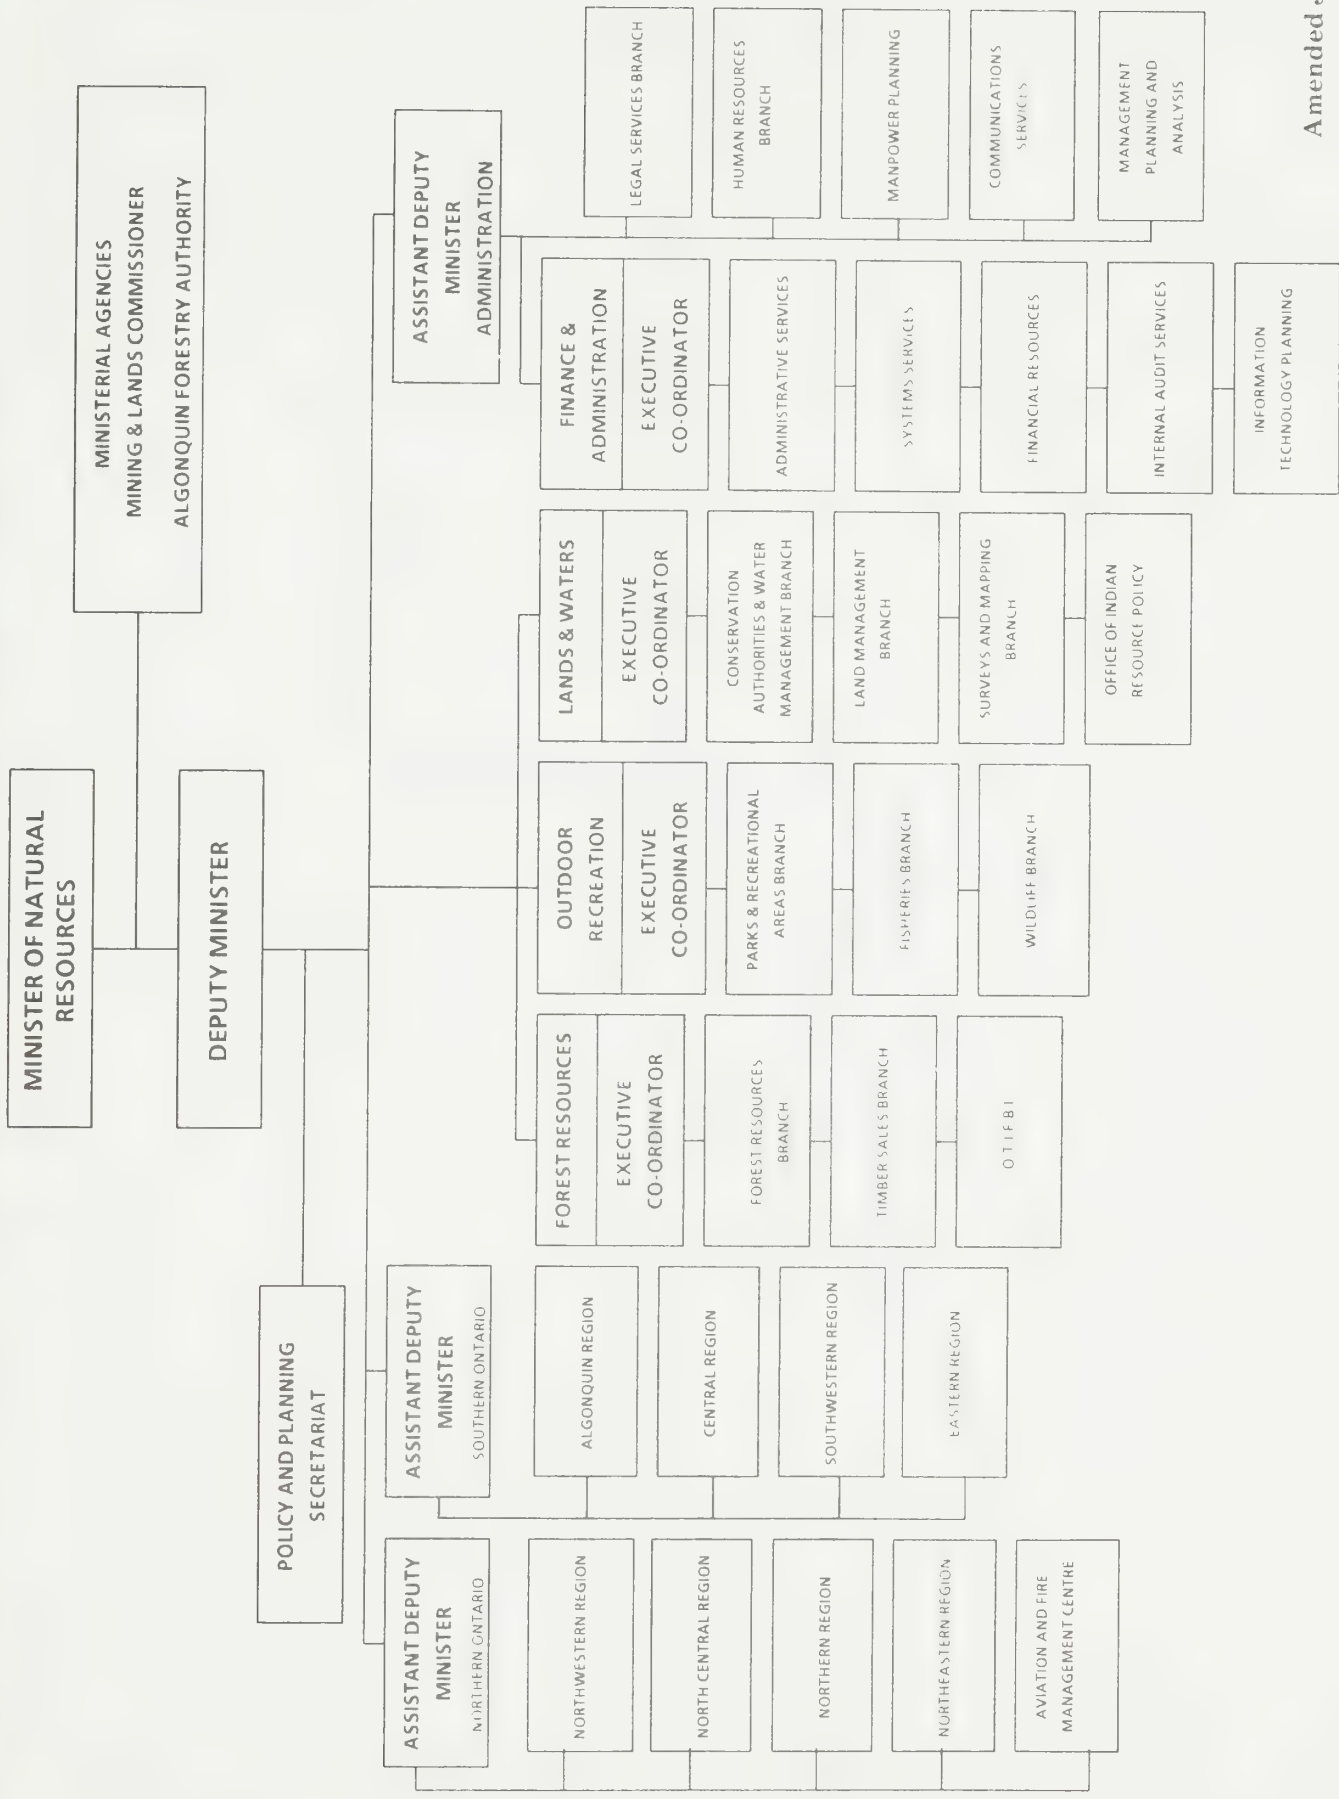 MINISTER OF NATURAL
RESOURCES
MINISTERIAL AGENCIES
MINING & LANDS COMMISSIONER
ALGONQUIN FORESTRY AUTHORITY
DEPUTY MINISTER
POLICY AND PLANNING
SECRETARIAT
ASSISTANT DEPUTY
MINISTER
NORTHERN ONTARIO
NORTHWESTERN REGION
NORTH CENTRAL REGION
NORTHERN REGION
NORTHEASTERN REGION
AVIATION AND FIRE
MANAGEMENT CENTRE
ASSISTANT DEPUTY
MINISTER
SOUTHERN ONTARIO
ALGONQUIN REGION
CENTRAL REGION
SOUTHWESTERN REGION
EASTERN REGION
FOREST RESOURCES
EXECUTIVE
CO-ORDINATOR
FOREST RESOURCES
BRANCH
TIMBER SALES BRANCH
OUTDOOR
RECREATION
EXECUTIVE
CO-ORDINATOR
PARKS & RECREATIONAL
AREAS BRANCH
FISHERIES BRANCH
WILDLIFE BRANCH
LANDS & WATERS
EXECUTIVE
CO-ORDINATOR
CONSERVATION
AUTHORITIES & WATER
MANAGEMENT BRANCH
LAND MANAGEMENT
BRANCH
SURVEYS AND MAPPING
BRANCH
OFFICE OF INDIAN
RESOURCE POLICY
ASSISTANT DEPUTY
MINISTER
ADMINISTRATION
FINANCE &
ADMINISTRATION
EXECUTIVE
CO-ORDINATOR
ADMINISTRATIVE SERVICES
SYSTEMS SERVICES
FINANCIAL RESOURCES
INTERNAL AUDIT SERVICES
INFORMATION
TECHNOLOGY PLANNING
LEGAL SERVICES BRANCH
HUMAN RESOURCES
BRANCH
MANPOWER PLANNING
COMMUNICATIONS
SERVICES
MANAGEMENT
PLANNING AND
ANALYSIS
Amended